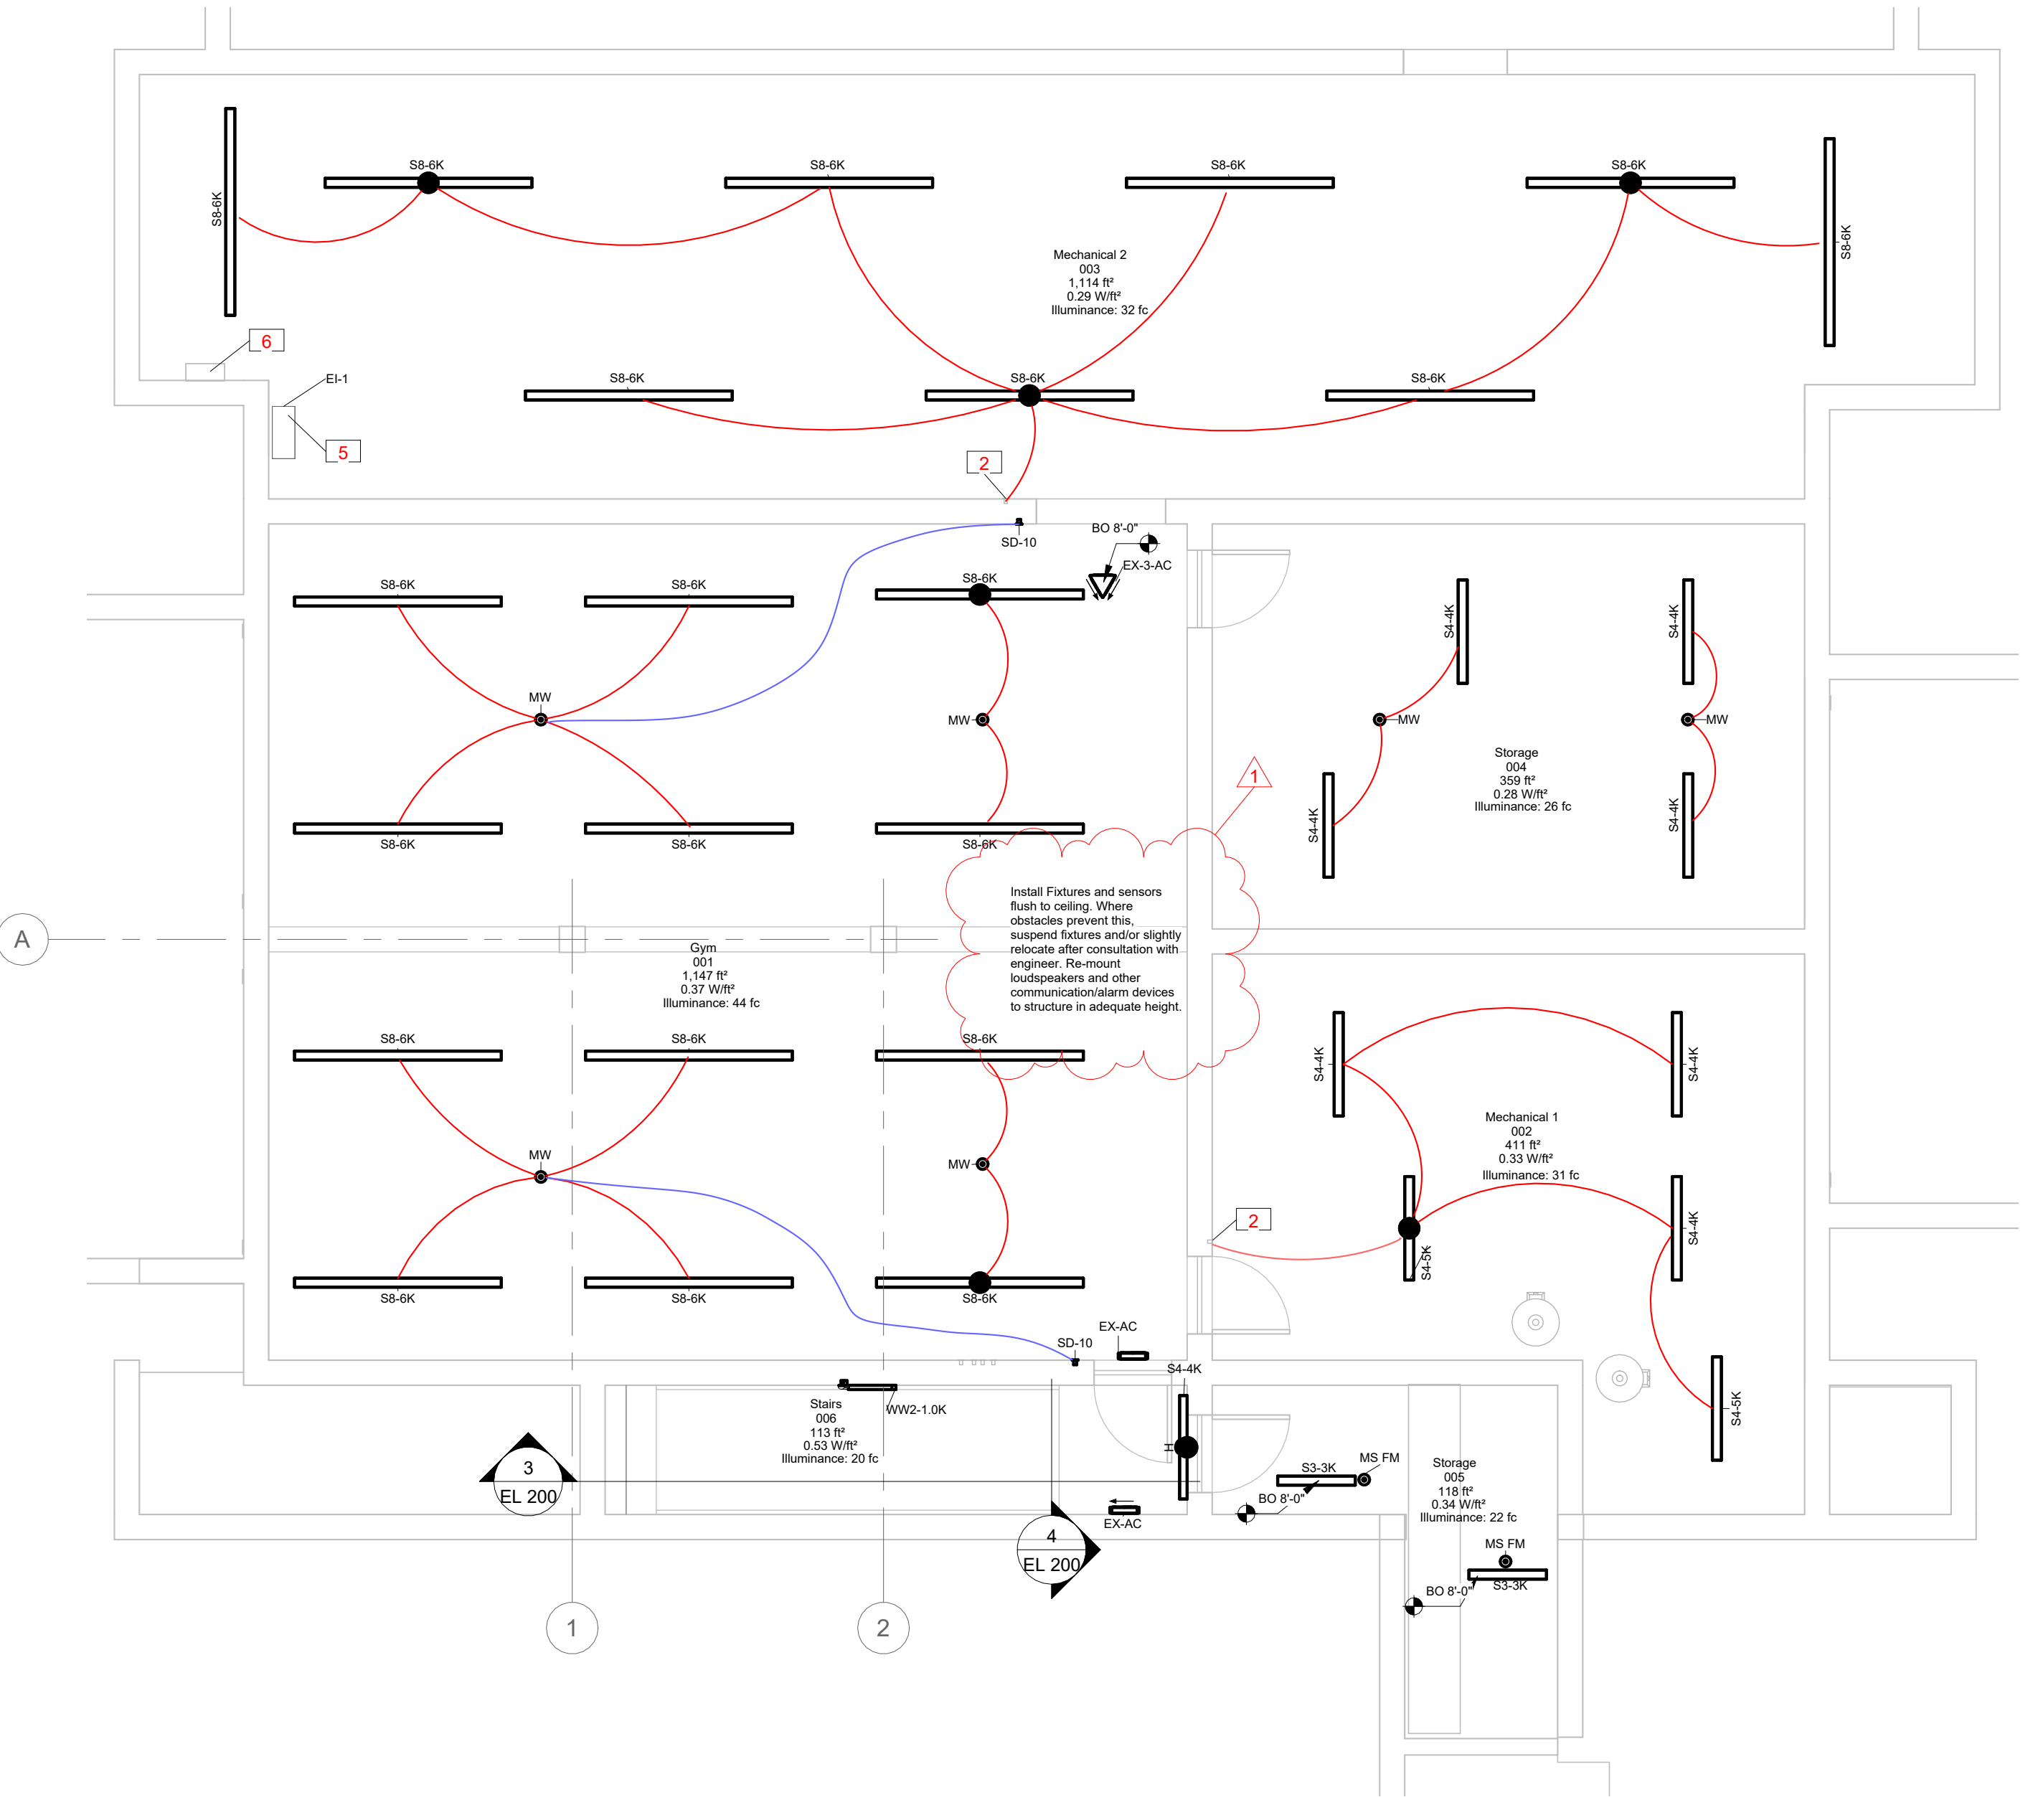 S8-6K
S8-6K
S8-6K
S8-6K
S8-6K
S8-6K
Mechanical 2
003
1,114 ft²
0.29 W/ft²
Illuminance: 32 fc
6
EI-1
5
S8-6K
S8-6K
S8-6K
2
SD-10
BO 8'-0"
EX-3-AC
S8-6K
S8-6K
S8-6K
MW
MW
S8-6K
S8-6K
S8-6K
S4-4K
S4-4K
MW
MW
Storage
004
359 ft²
0.28 W/ft²
Illuminance: 26 fc
S4-4K
S4-4K
1
Install Fixtures and sensors
flush to ceiling. Where
obstacles prevent this,
suspend fixtures and/or slightly
relocate after consultation with
engineer. Re-mount
loudspeakers and other
communication/alarm devices
to structure in adequate height.
A
Gym
001
1,147 ft²
0.37 W/ft²
Illuminance: 44 fc
S8-6K
S8-6K
S8-6K
MW
MW
S8-6K
S8-6K
S8-6K
S4-4K
S4-4K
Mechanical 1
002
411 ft²
0.33 W/ft²
Illuminance: 31 fc
2
S4-5K
S4-4K
S4-5K
SD-10
EX-AC
S4-4K
H
WW2-1.0K
Stairs
006
113 ft²
0.53 W/ft²
Illuminance: 20 fc
3
EL 200
EX-AC
4
EL 200
S3-3K
MS FM
BO 8'-0"
Storage
005
118 ft²
0.34 W/ft²
Illuminance: 22 fc
MS FM
S3-3K
BO 8'-0"
1
2